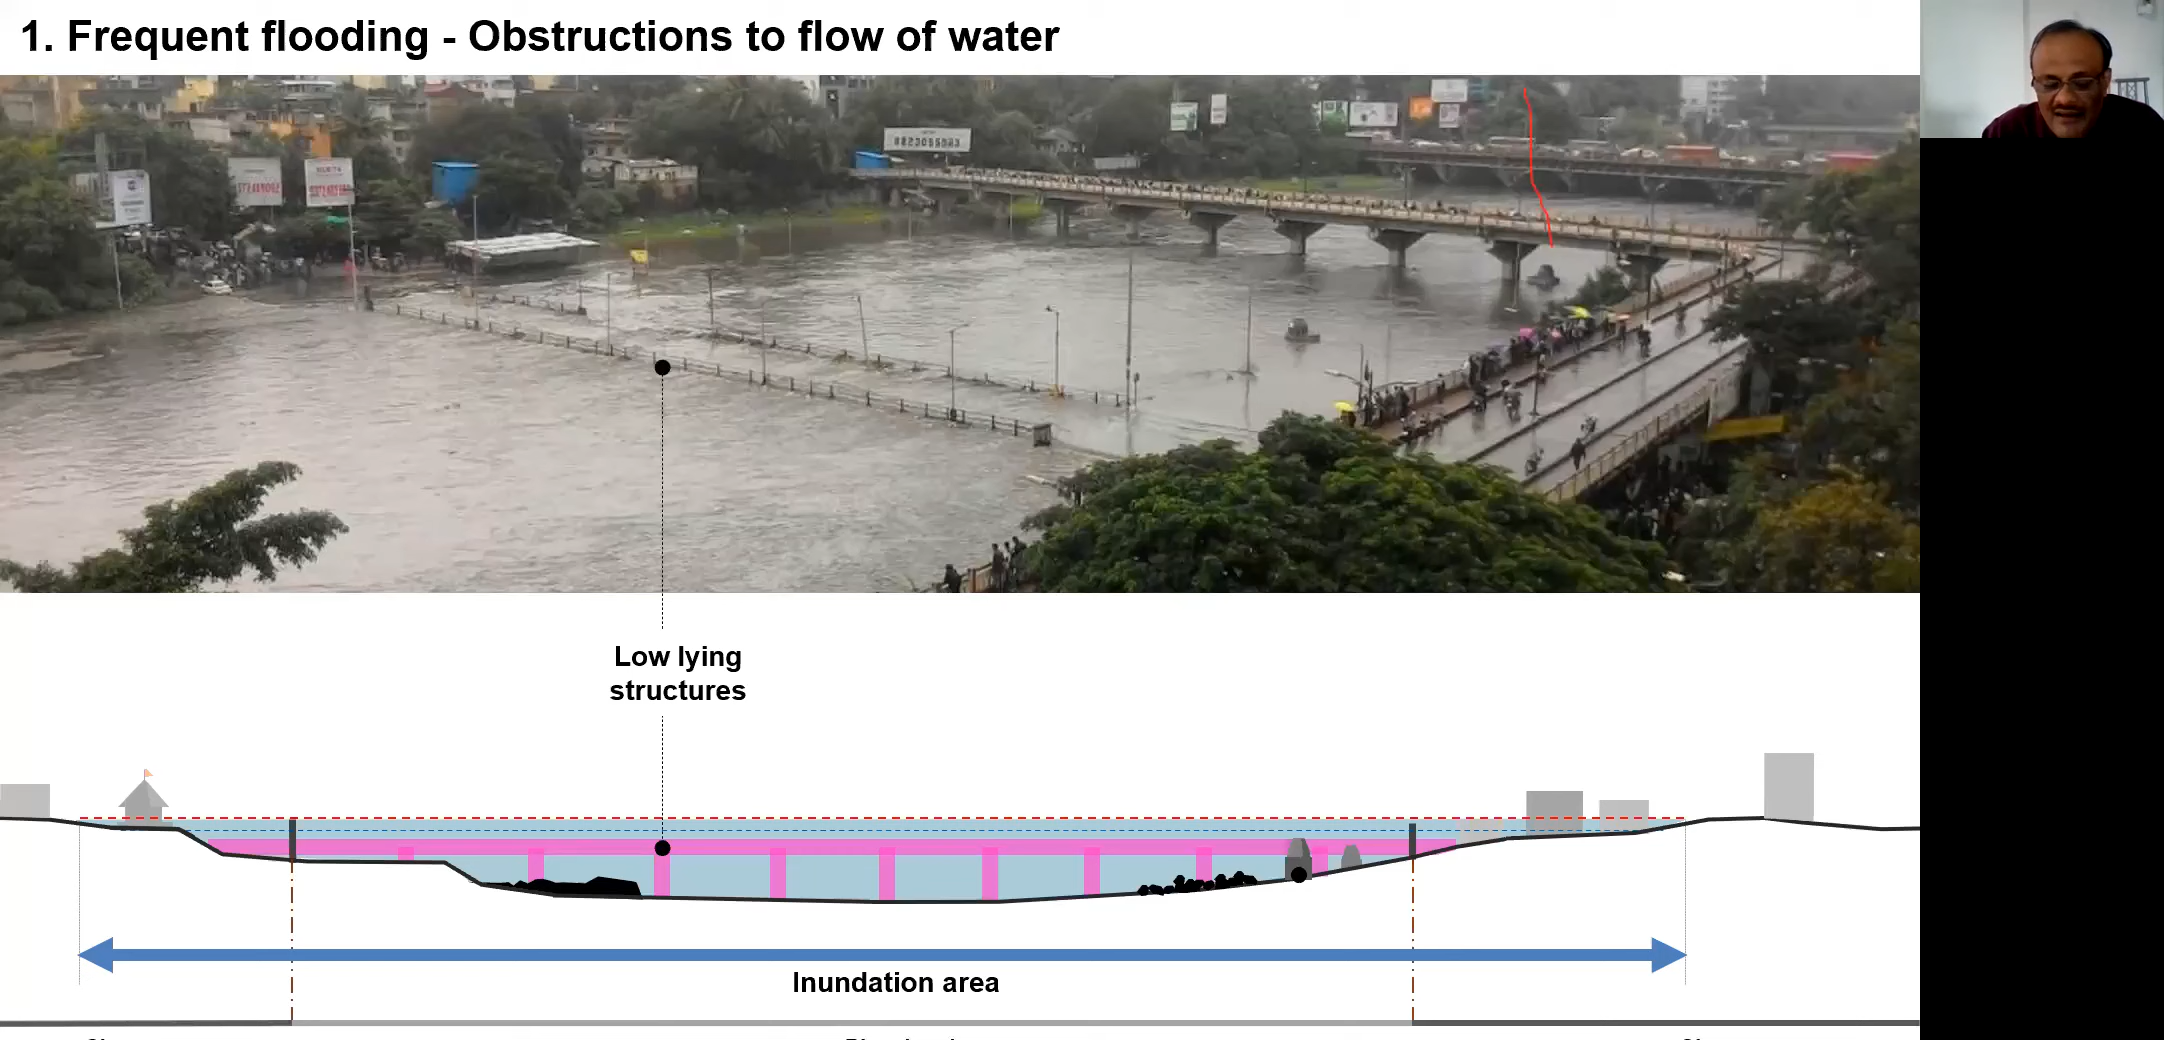 1. Frequent flooding - Obstructions to flow of water
Low lying
structures
Inundation area